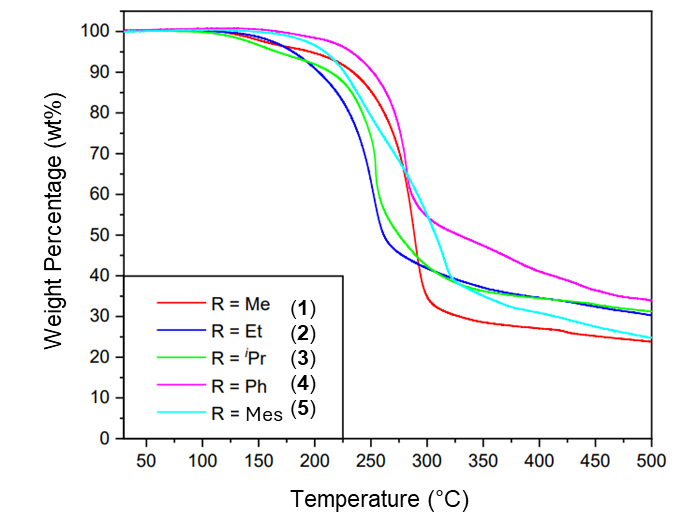 Weight Percentage (wt%)
100
90
80
70
60
50
40
30
20
10
0
R = Me (1)
R = Et (2)
R = ⁱPr (3)
R = Ph (4)
R = Mes (5)
50 100 150 200 250 300 350 400 450 500
Temperature (°C)